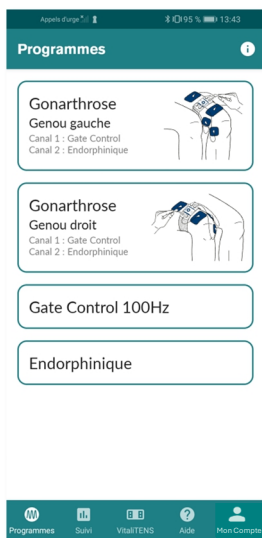 Appels d'urge 95 % 13:43
Programmes
Gonarthrose
Genou gauche
Canal 1 : Gate Control
Canal 2 : Endorphinique
Gonarthrose
Genou droit
Canal 1 : Gate Control
Canal 2 : Endorphinique
Gate Control 100Hz
Endorphinique
Programmes Suivi VitaliTENS Aide Mon Compte